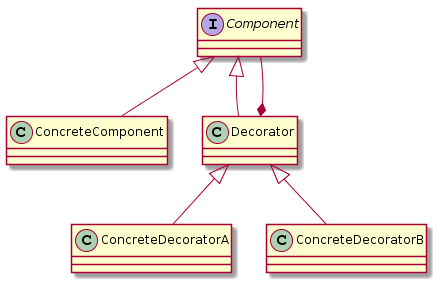 I Component
C ConcreteComponent
C Decorator
C ConcreteDecoratorA
C ConcreteDecoratorB